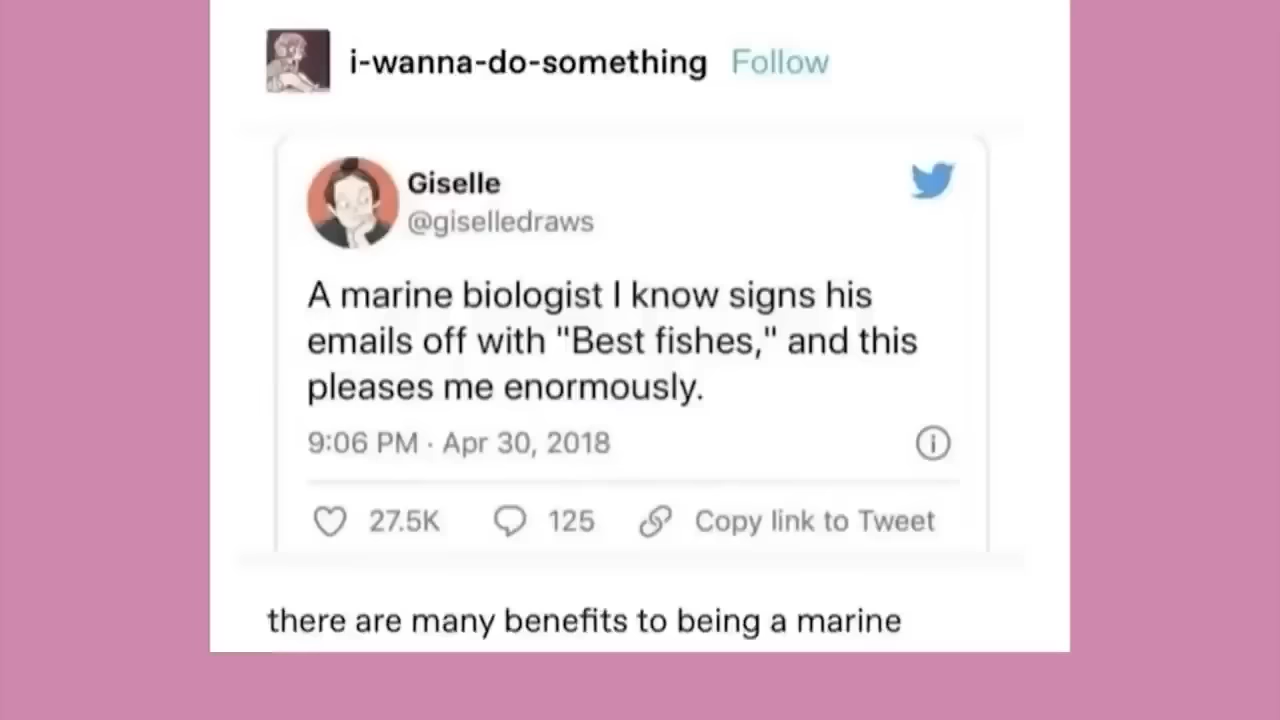 i-wanna-do-something Follow
Giselle
@giselledraws
A marine biologist I know signs his
emails off with "Best fishes," and this
pleases me enormously.
9:06 PM · Apr 30, 2018
27.5K 125 Copy link to Tweet
there are many benefits to being a marine